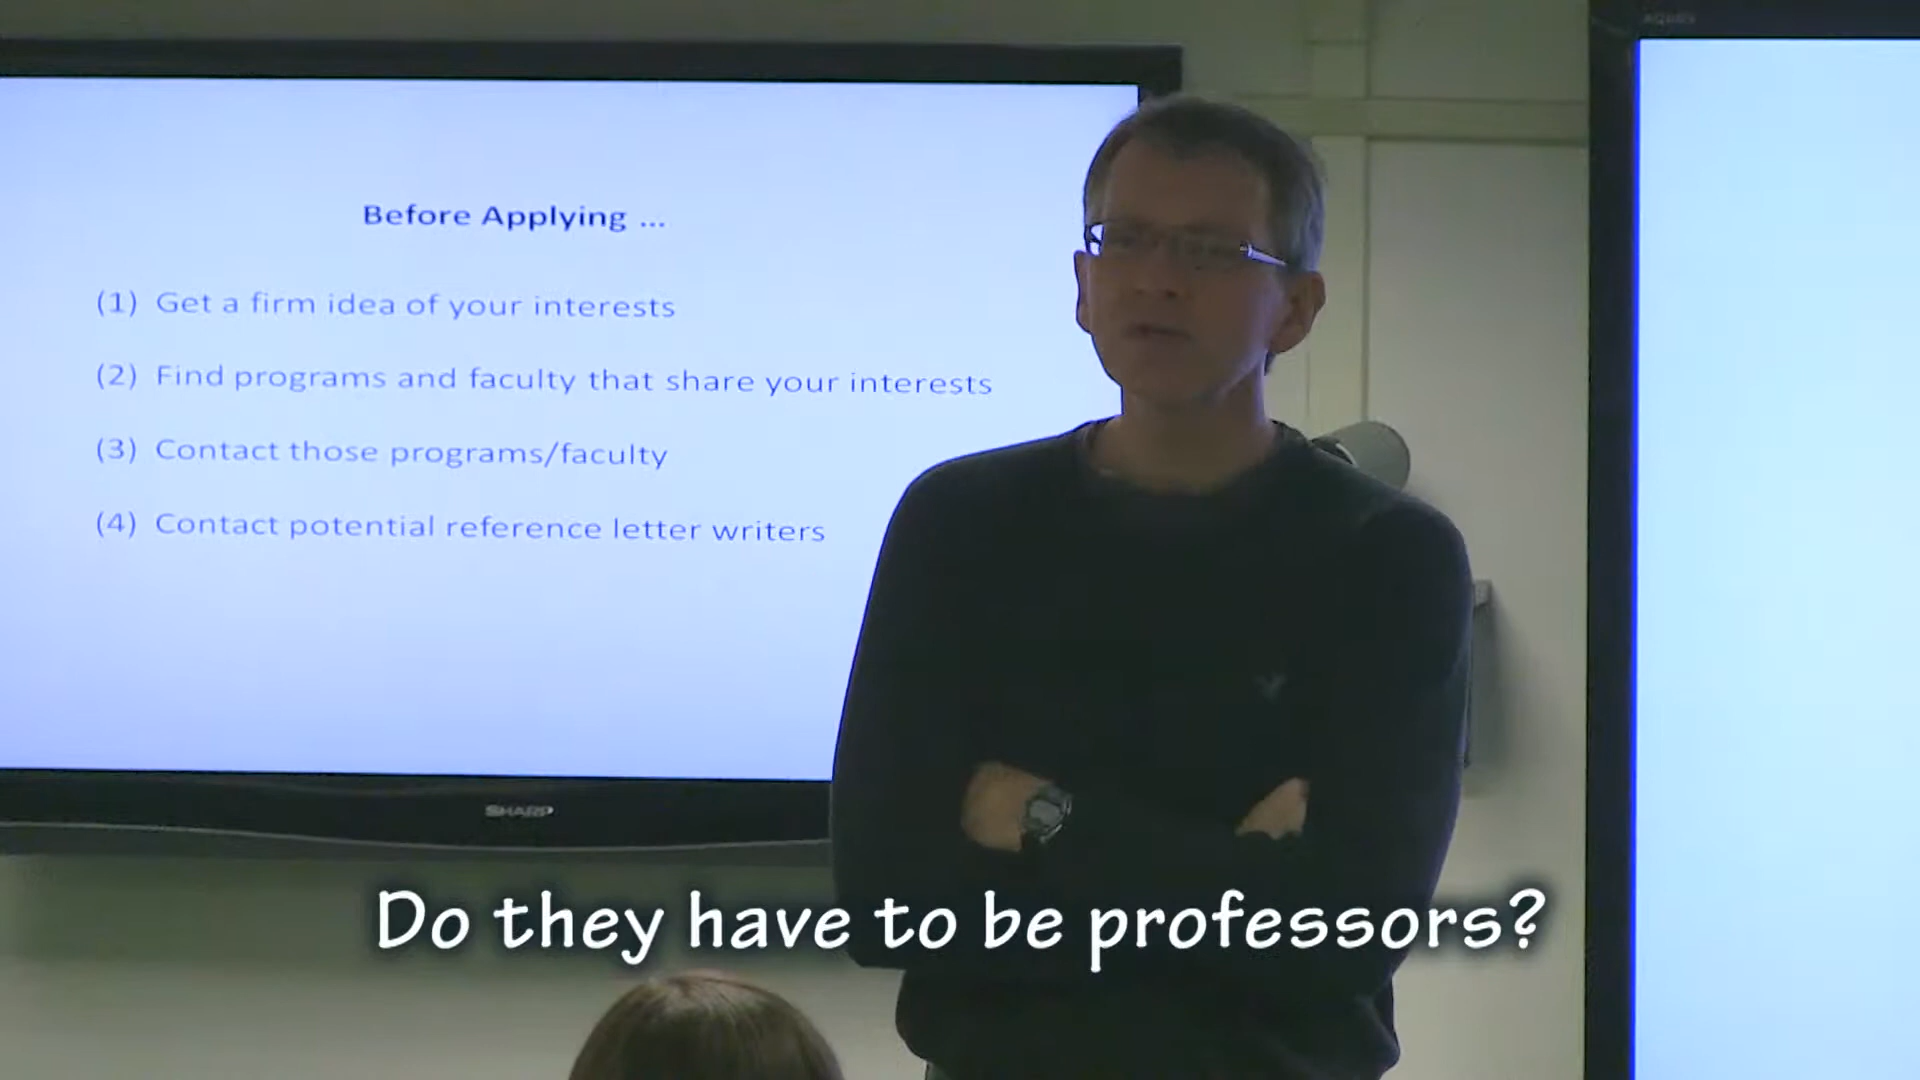 AQUOS
Before Applying ...
(1) Get a firm idea of your interests
(2) Find programs and faculty that share your interests
(3) Contact those programs/faculty
(4) Contact potential reference letter writers
SHARP
Do they have to be professors?